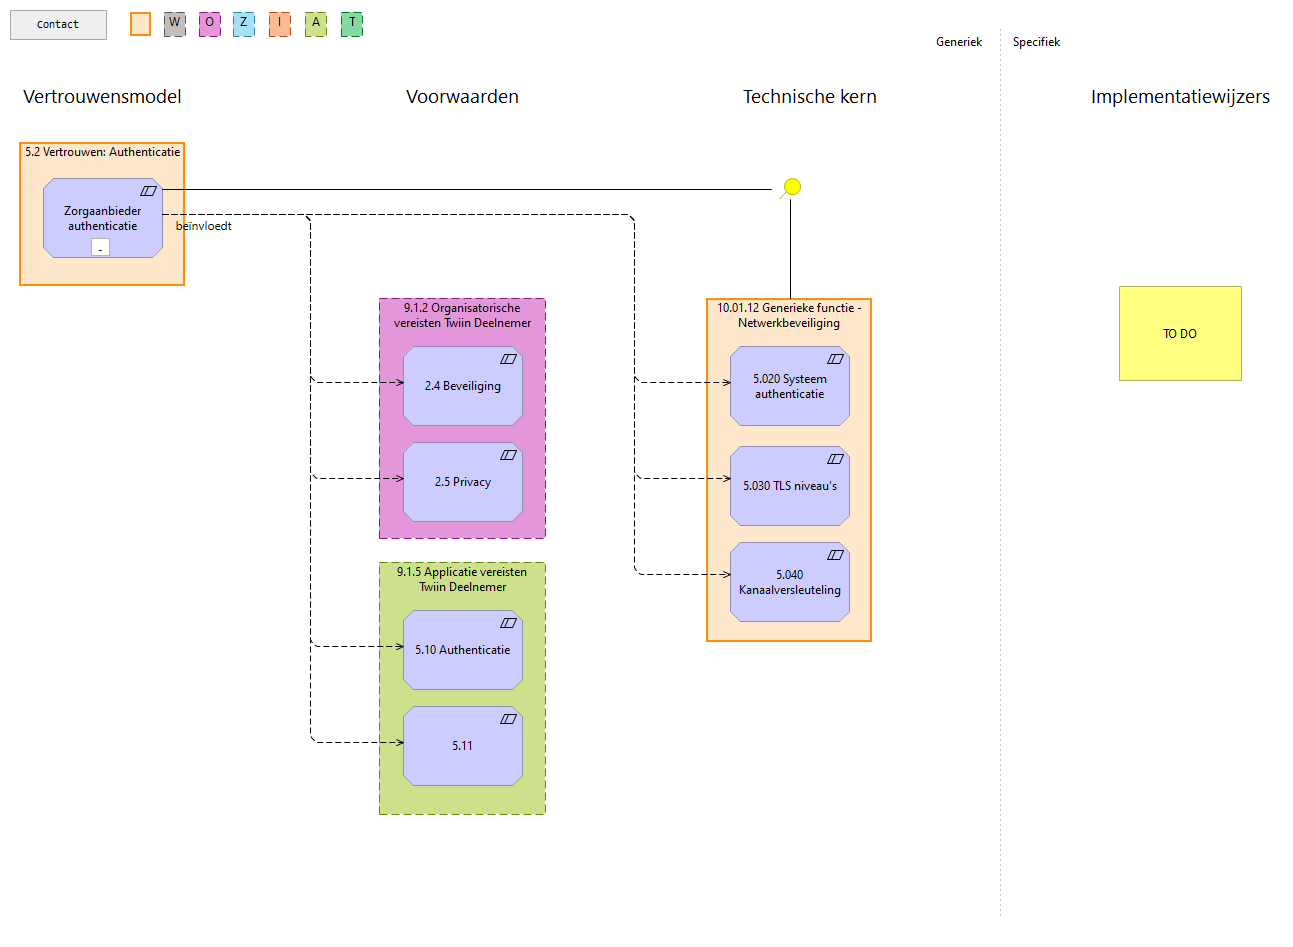 Contact
W
O
Z
I
A
T
Generiek
Specifiek
Vertrouwensmodel
Voorwaarden
Technische kern
Implementatiewijzers
5.2 Vertrouwen: Authenticatie
Zorgaanbieder
authenticatie
-
beïnvloedt
9.1.2 Organisatorische
vereisten Twiin Deelnemer
2.4 Beveiliging
2.5 Privacy
9.1.5 Applicatie vereisten
Twiin Deelnemer
5.10 Authenticatie
5.11
10.01.12 Generieke functie -
Netwerkbeveiliging
5.020 Systeem
authenticatie
5.030 TLS niveau's
5.040
Kanaalversleuteling
TO DO